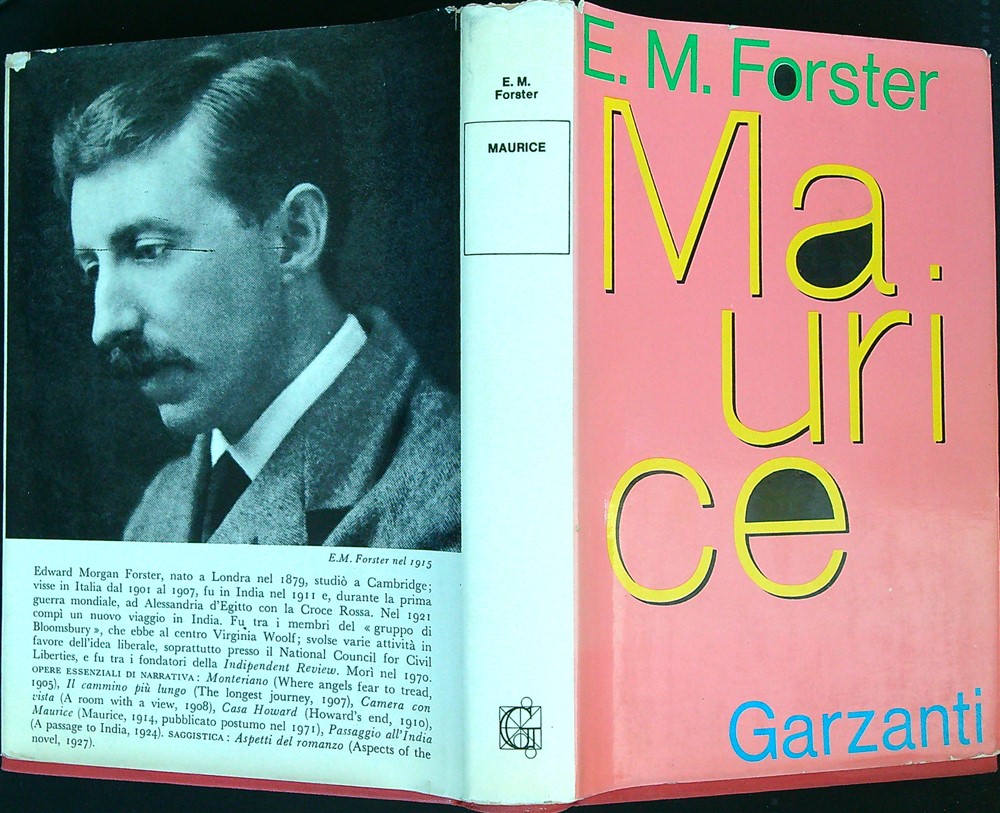 E.M. Forster nel 1915
Edward Morgan Forster, nato a Londra nel 1879, studiò a Cambridge;
visse in Italia dal 1901 al 1907, fu in India nel 1911 e, durante la prima
guerra mondiale, ad Alessandria d'Egitto con la Croce Rossa. Nel 1921
compì un nuovo viaggio in India. Fu tra i membri del « gruppo di
Bloomsbury », che ebbe al centro Virginia Woolf; svolse varie attività in
favore dell'idea liberale, soprattutto presso il National Council for Civil
Liberties, e fu tra i fondatori della Indipendent Review. Morì nel 1970.
OPERE ESSENZIALI DI NARRATIVA: Monteriano (Where angels fear to tread,
1905), Il cammino più lungo (The longest journey, 1907), Camera con
vista (A room with a view, 1908), Casa Howard (Howard's end, 1910),
Maurice (Maurice, 1914, pubblicato postumo nel 1971), Passaggio all'India
(A passage to India, 1924). SAGGISTICA: Aspetti del romanzo (Aspects of the
novel, 1927).
E. M.
Forster
MAURICE
E. M. Forster
Ma
uri
ce
Garzanti